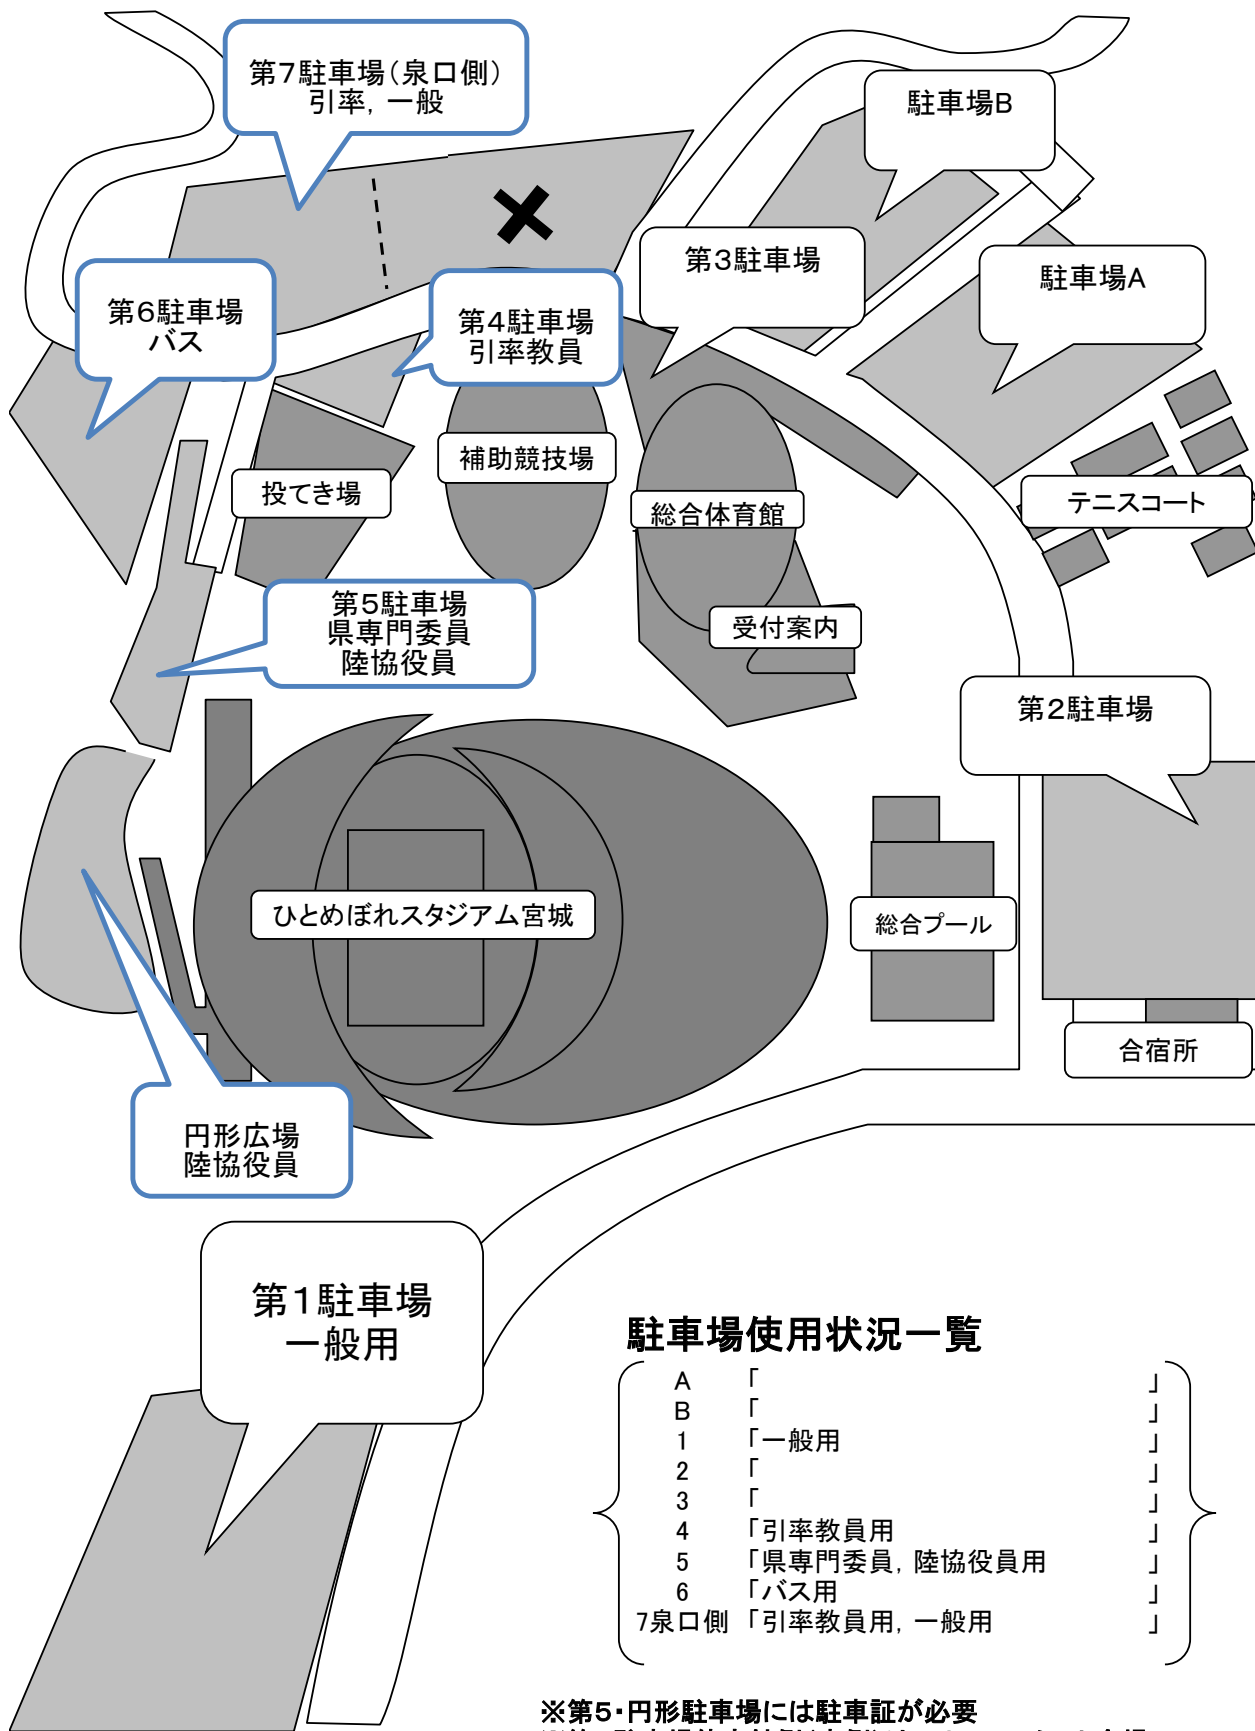 第7駐車場(泉口側)
引率, 一般
駐車場B
第3駐車場
駐車場A
第6駐車場
バス
第4駐車場
引率教員
補助競技場
投てき場
総合体育館
テニスコート
第5駐車場
県専門委員
陸協役員
受付案内
第2駐車場
ひとめぼれスタジアム宮城
総合プール
合宿所
円形広場
陸協役員
第1駐車場
一般用
駐車場使用状況一覧
A 「 」
B 「 」
1 「一般用 」
2 「 」
3 「 」
4 「引率教員用 」
5 「県専門委員, 陸協役員用 」
6 「バス用 」
7泉口側 「引率教員用, 一般用 」
※第5・円形駐車場には駐車証が必要